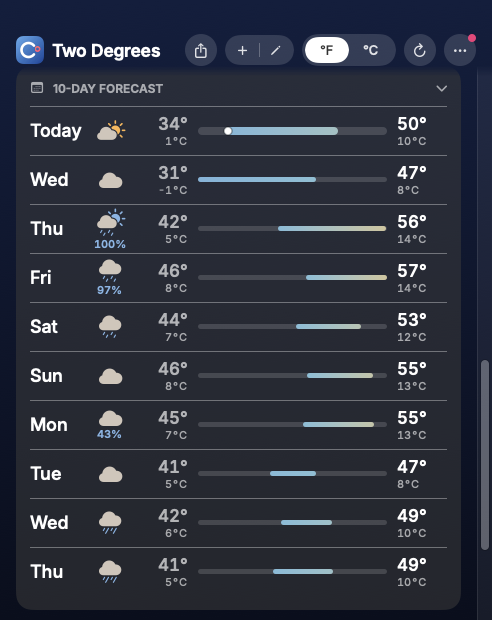 Two Degrees
°F
°C
10-DAY FORECAST
Today 34° 50°
1°C 10°C
Wed 31° 47°
-1°C 8°C
Thu 42° 56°
100% 5°C 14°C
Fri 46° 57°
97% 8°C 14°C
Sat 44° 53°
7°C 12°C
Sun 46° 55°
8°C 13°C
Mon 45° 55°
43% 7°C 13°C
Tue 41° 47°
5°C 8°C
Wed 42° 49°
6°C 10°C
Thu 41° 49°
5°C 10°C